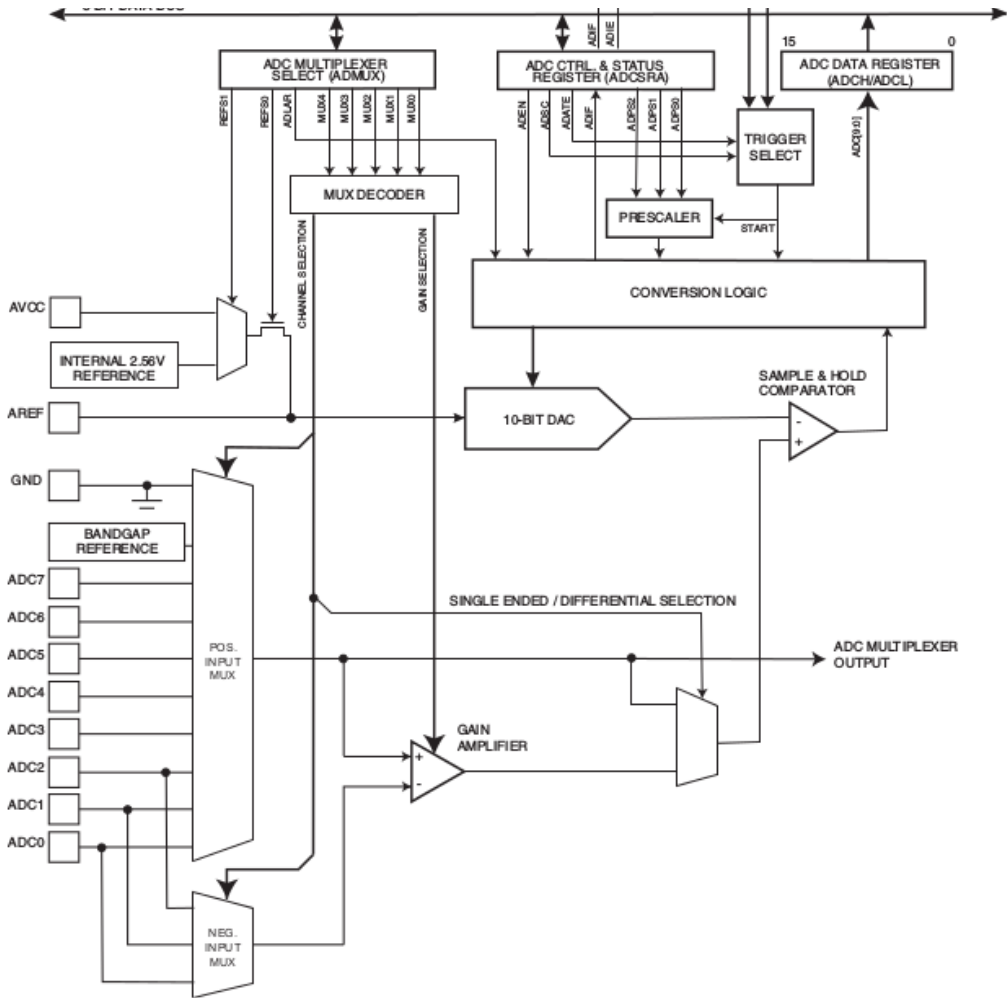 15
0
ADIF
ADIE
ADC MULTIPLEXER
SELECT (ADMUX)
ADC CTRL. & STATUS
REGISTER (ADCSRA)
ADC DATA REGISTER
(ADCH/ADCL)
REFS1
REFS0
ADLAR
MUX4
MUX3
MUX2
MUX1
MUX0
ADEN
ADSC
ADATE
ADIF
ADPS2
ADPS1
ADPS0
ADC[9:0]
TRIGGER
SELECT
MUX DECODER
PRESCALER
START
CHANNEL SELECTION
GAIN SELECTION
CONVERSION LOGIC
AVCC
INTERNAL 2.56V
REFERENCE
SAMPLE & HOLD
COMPARATOR
AREF
10-BIT DAC
-
+
GND
BANDGAP
REFERENCE
ADC7
SINGLE ENDED / DIFFERENTIAL SELECTION
ADC6
ADC5
POS.
INPUT
MUX
ADC MULTIPLEXER
OUTPUT
ADC4
ADC3
GAIN
AMPLIFIER
+
-
ADC2
ADC1
ADC0
NEG.
INPUT
MUX